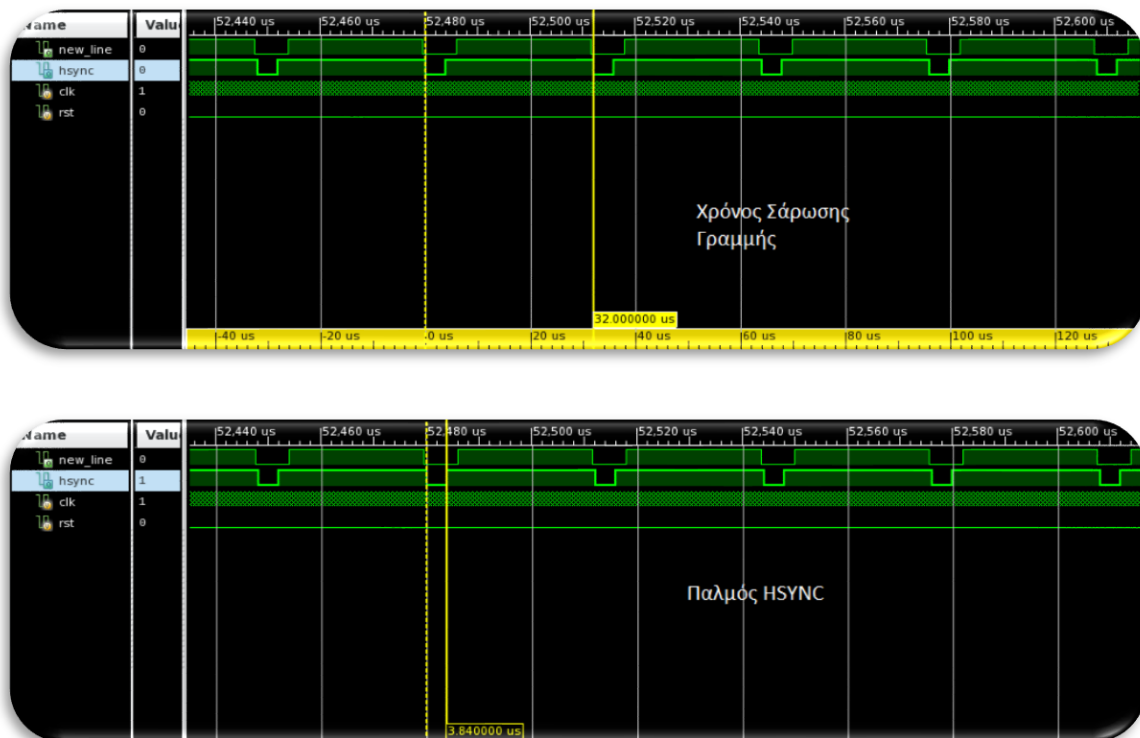 Name Value 52,440 us 52,460 us 52,480 us 52,500 us 52,520 us 52,540 us 52,560 us 52,580 us 52,600 us
new_line 0
hsync 0
clk 1
rst 0
Χρόνος Σάρωσης
Γραμμής
32.000000 us
-40 us -20 us 0 us 20 us 40 us 60 us 80 us 100 us 120 us
Name Value 52,440 us 52,460 us 52,480 us 52,500 us 52,520 us 52,540 us 52,560 us 52,580 us 52,600 us
new_line 0
hsync 1
clk 1
rst 0
Παλμός HSYNC
3.840000 us